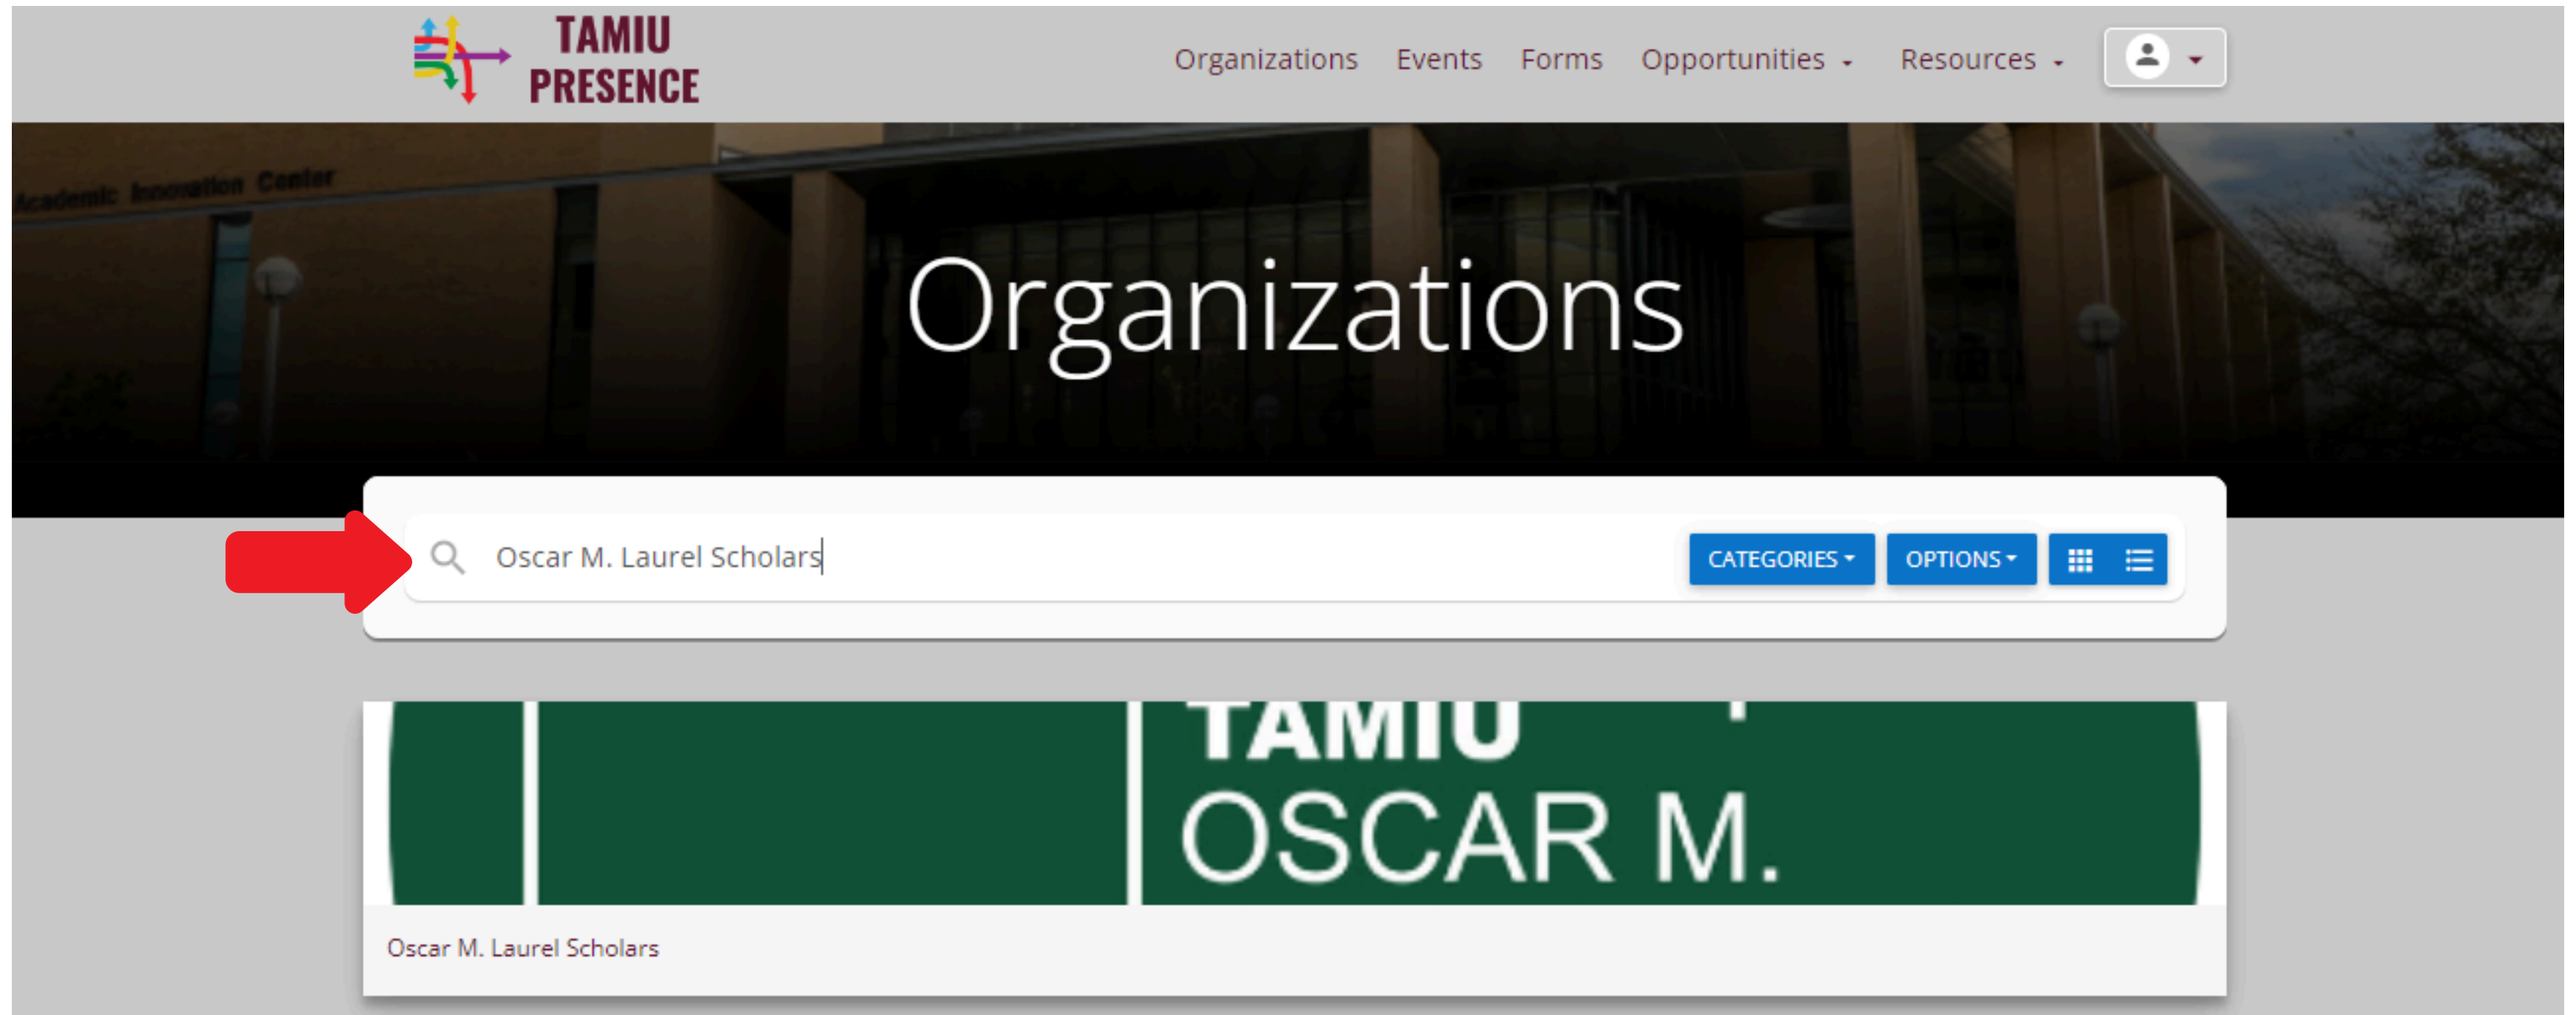 TAMIU
PRESENCE
Organizations Events Forms Opportunities Resources
Academic Innovation Center
Organizations
Oscar M. Laurel Scholars
CATEGORIES OPTIONS
TAMIU
OSCAR M.
Oscar M. Laurel Scholars